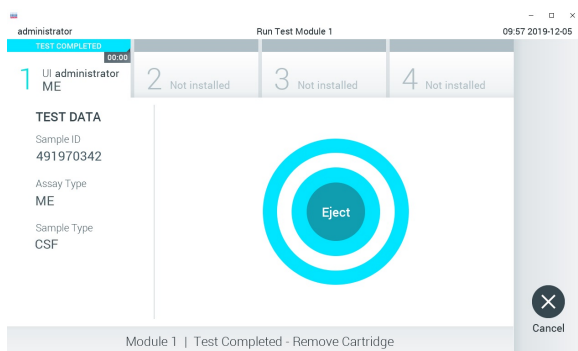 administrator Run Test Module 1 09:57 2019-12-05
TEST COMPLETED
00:00
1 UI administrator
ME
2 Not installed
3 Not installed
4 Not installed
TEST DATA
Sample ID
491970342
Assay Type
ME
Sample Type
CSF
Eject
Cancel
Module 1 | Test Completed - Remove Cartridge